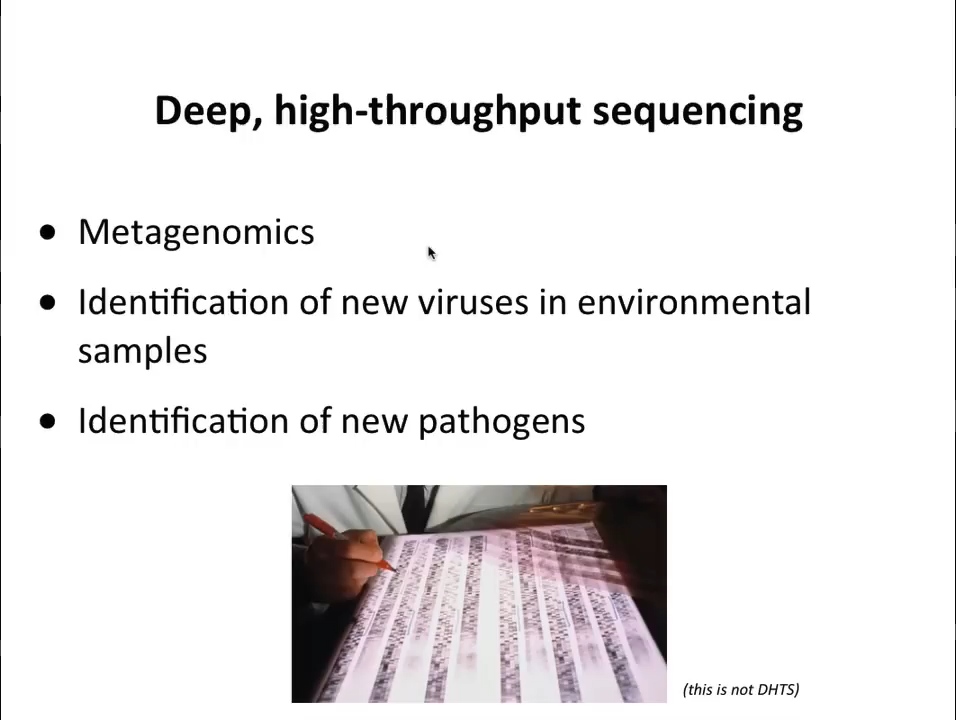 Deep, high-throughput sequencing
• Metagenomics
• Identification of new viruses in environmental
samples
• Identification of new pathogens
(this is not DHTS)